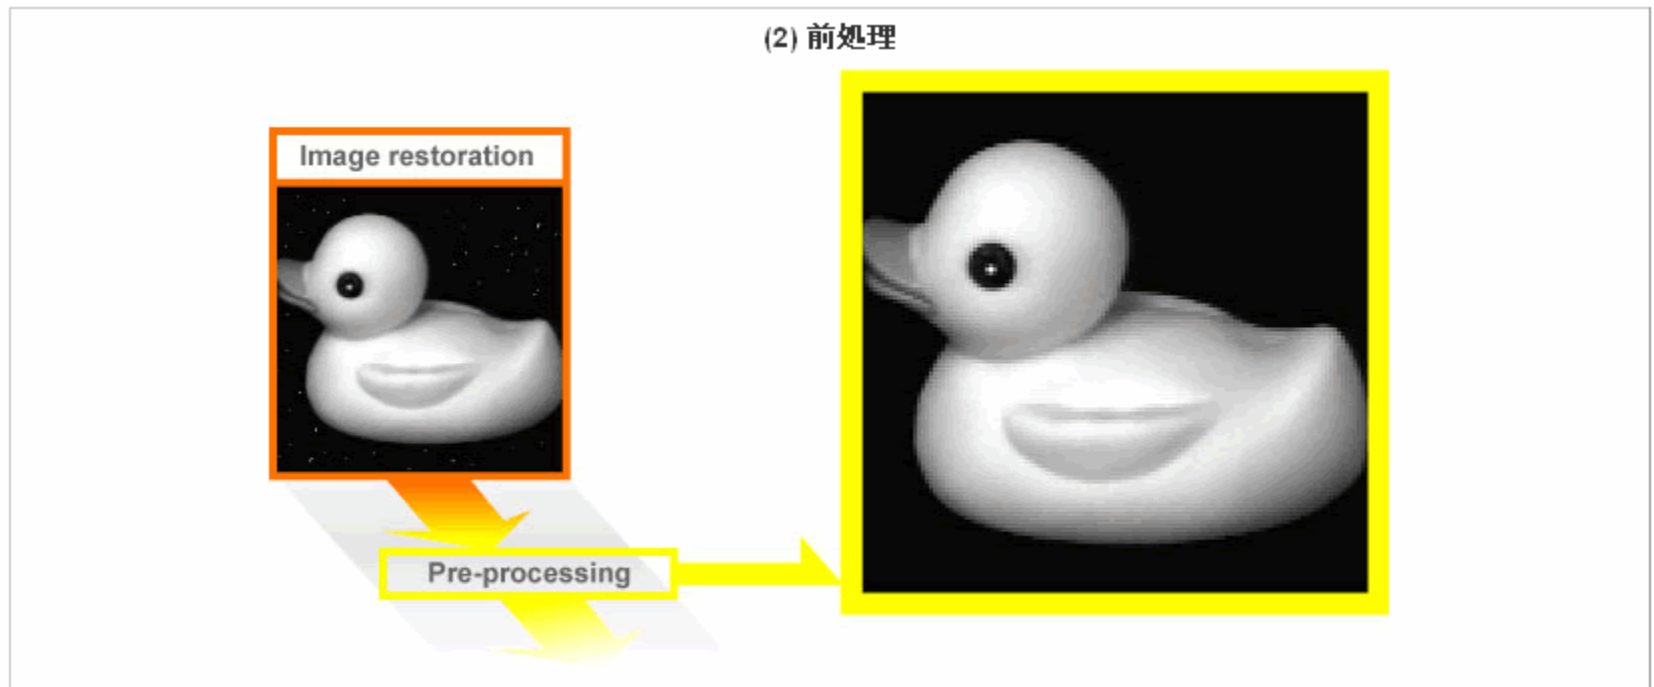 (2) 前処理
Image restoration
Pre-processing